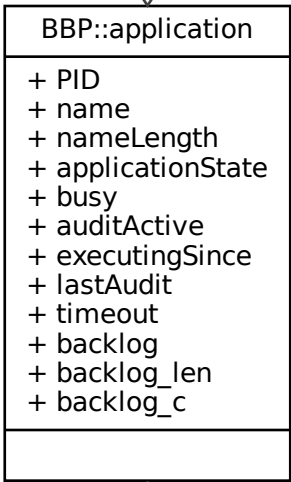 BBP::application
+ PID
+ name
+ nameLength
+ applicationState
+ busy
+ auditActive
+ executingSince
+ lastAudit
+ timeout
+ backlog
+ backlog_len
+ backlog_c